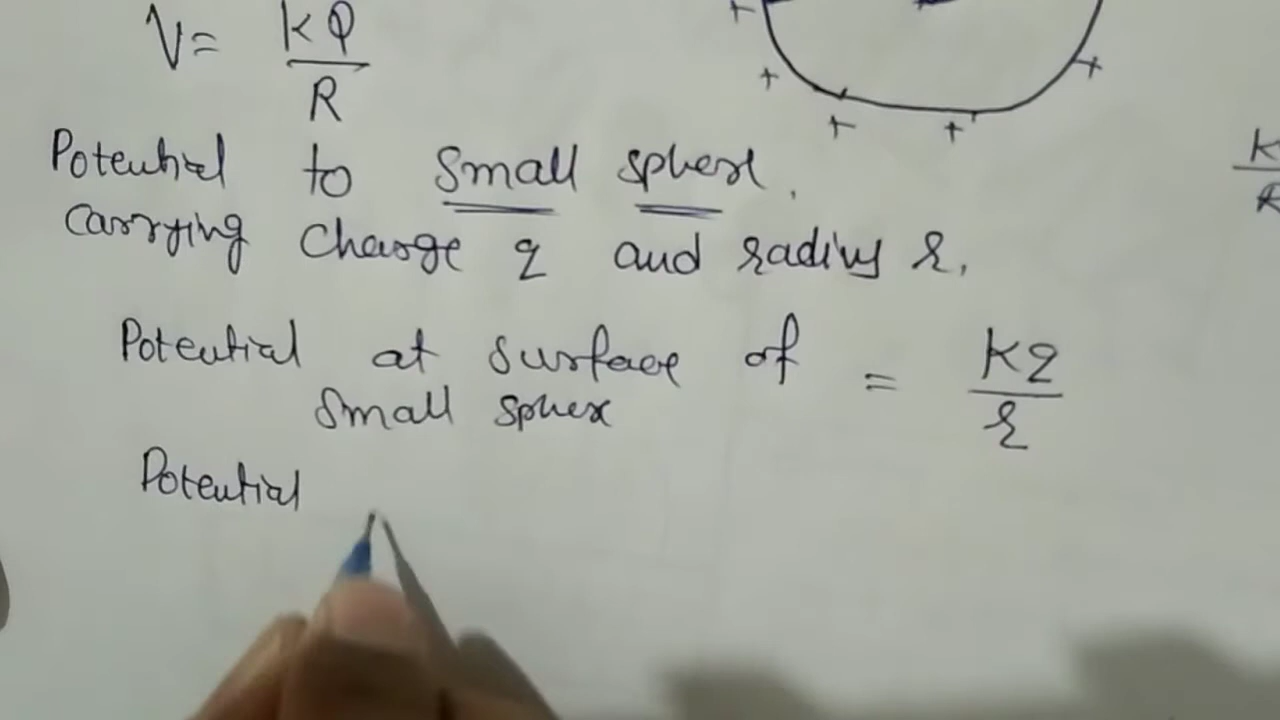 V = kQ
R
Potential to small sphere.
Carrying charge q and radius r.
Potential at surface of = Kq
small sphere r
Potential
K
R